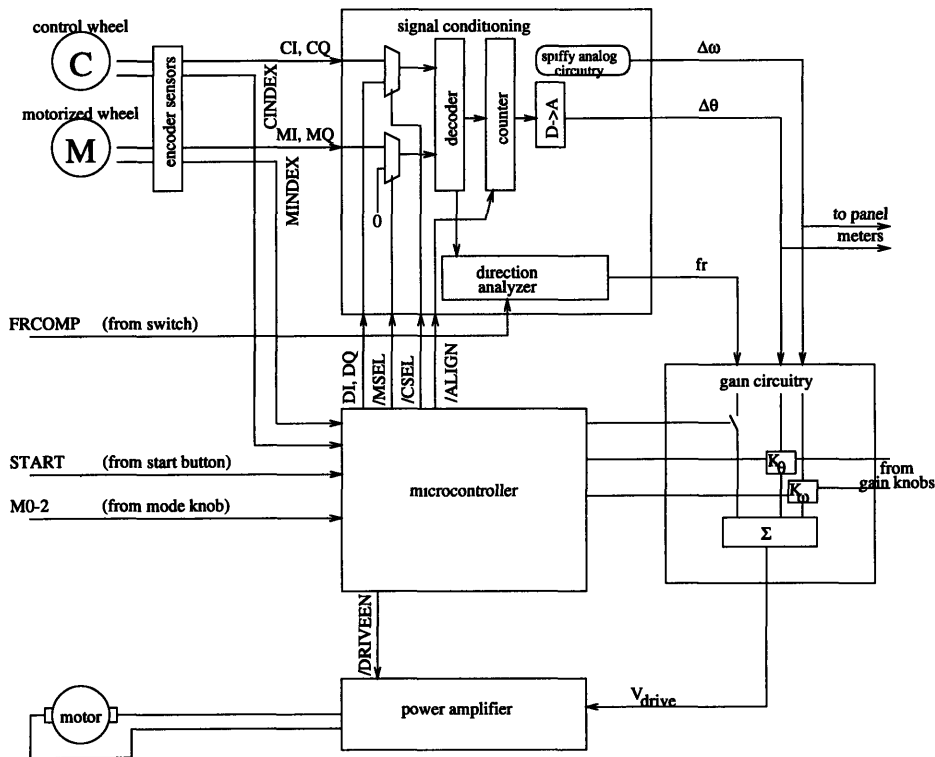 control wheel
C
motorized wheel
M
encoder sensors
CI, CQ
CINDEX
MI, MQ
MINDEX
signal conditioning
decoder
counter
spiffy analog
circuitry
D->A
Δω
Δθ
0
direction
analyzer
fr
to panel
meters
FRCOMP (from switch)
DI, DQ
/MSEL
/CSEL
/ALIGN
gain circuitry
START (from start button)
M0-2 (from mode knob)
microcontroller
Kθ
Kω
from
gain knobs
Σ
/DRIVEEN
motor
power amplifier
Vdrive